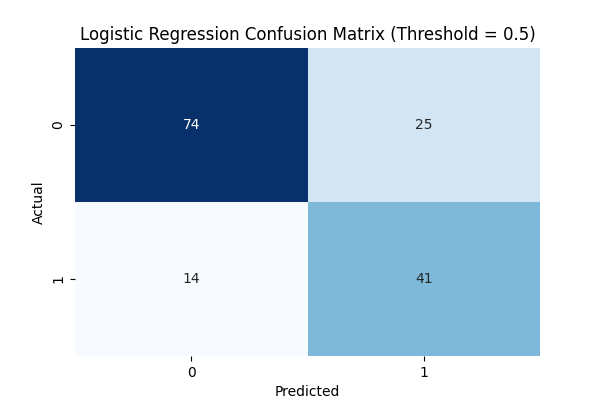 Logistic Regression Confusion Matrix (Threshold = 0.5)
0
74
25
Actual
1
14
41
0
1
Predicted